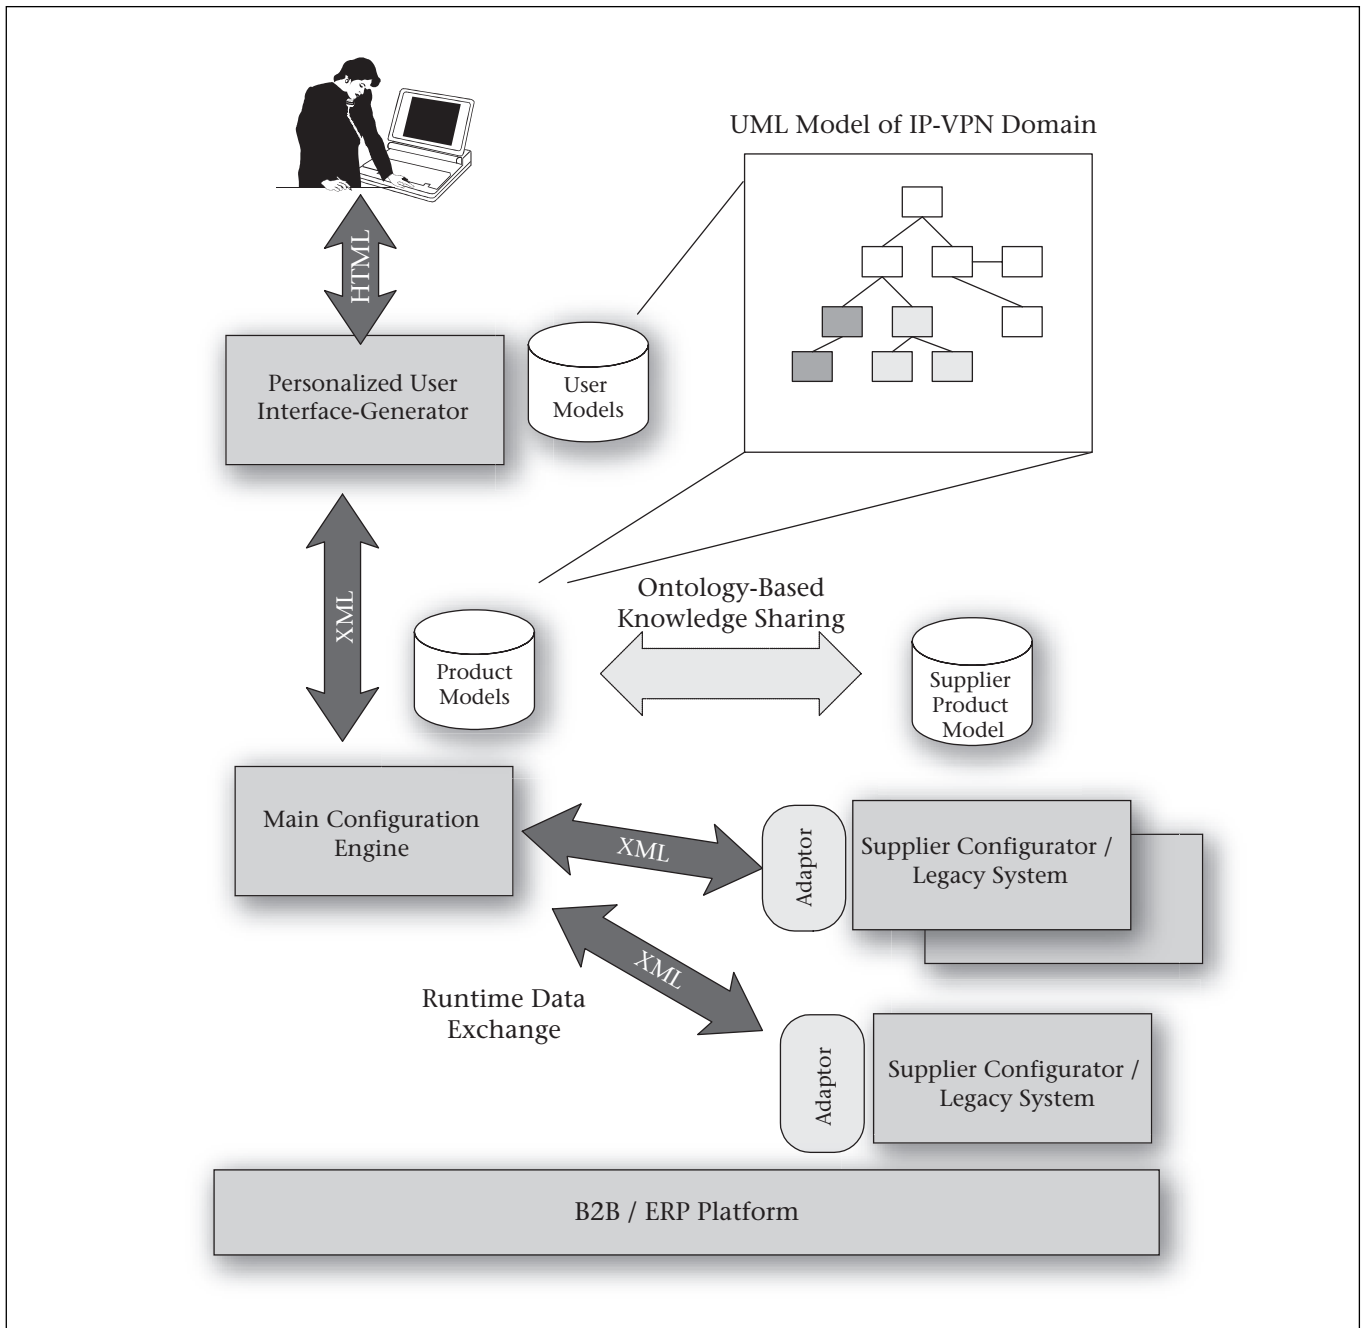 UML Model of IP-VPN Domain
HTML
Personalized User
Interface-Generator
User
Models
XML
Ontology-Based
Knowledge Sharing
Product
Models
Supplier
Product
Model
Main Configuration
Engine
XML
Adaptor
Supplier Configurator /
Legacy System
XML
Runtime Data
Exchange
Adaptor
Supplier Configurator /
Legacy System
B2B / ERP Platform